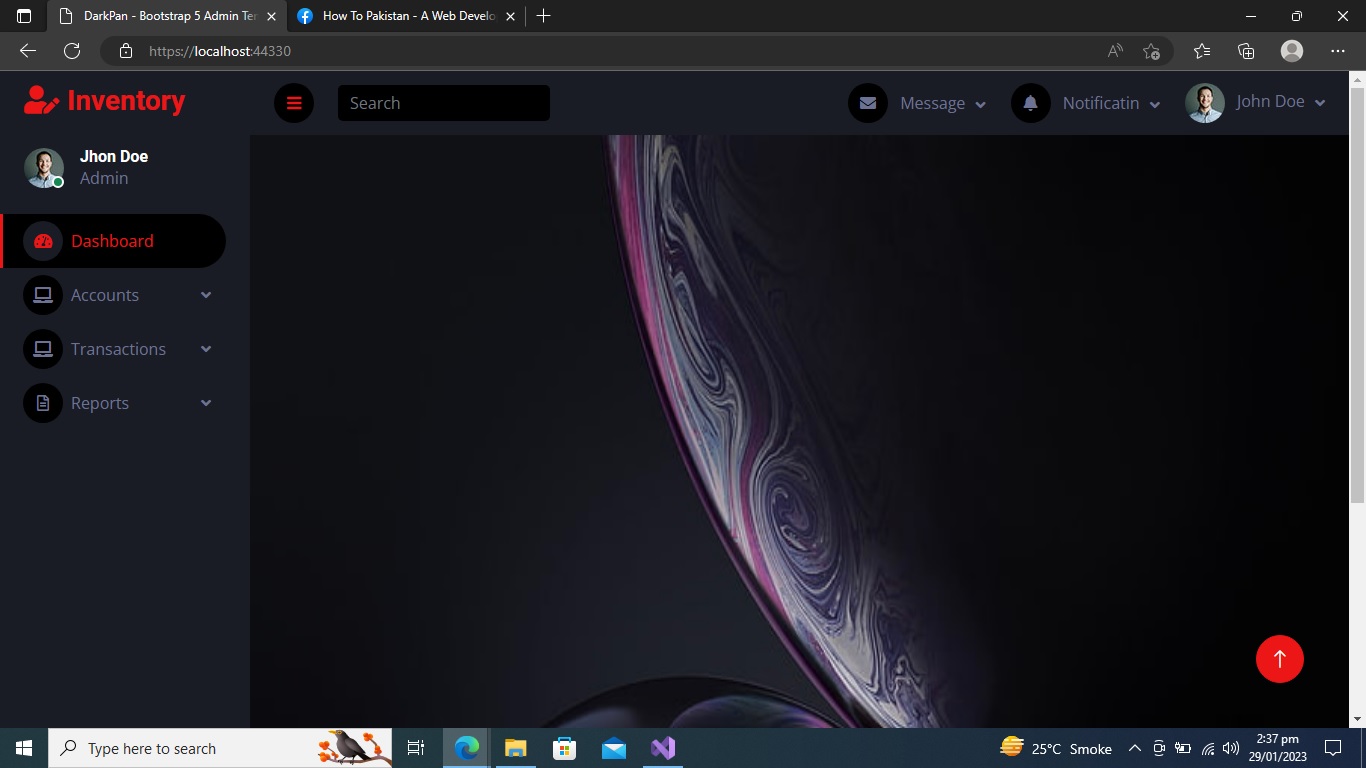 DarkPan - Bootstrap 5 Admin Ter
How To Pakistan - A Web Develo
https://localhost:44330
Inventory
Search
Message
Notificatin
John Doe
Jhon Doe
Admin
Dashboard
Accounts
Transactions
Reports
Type here to search
25°C Smoke
2:37 pm
29/01/2023